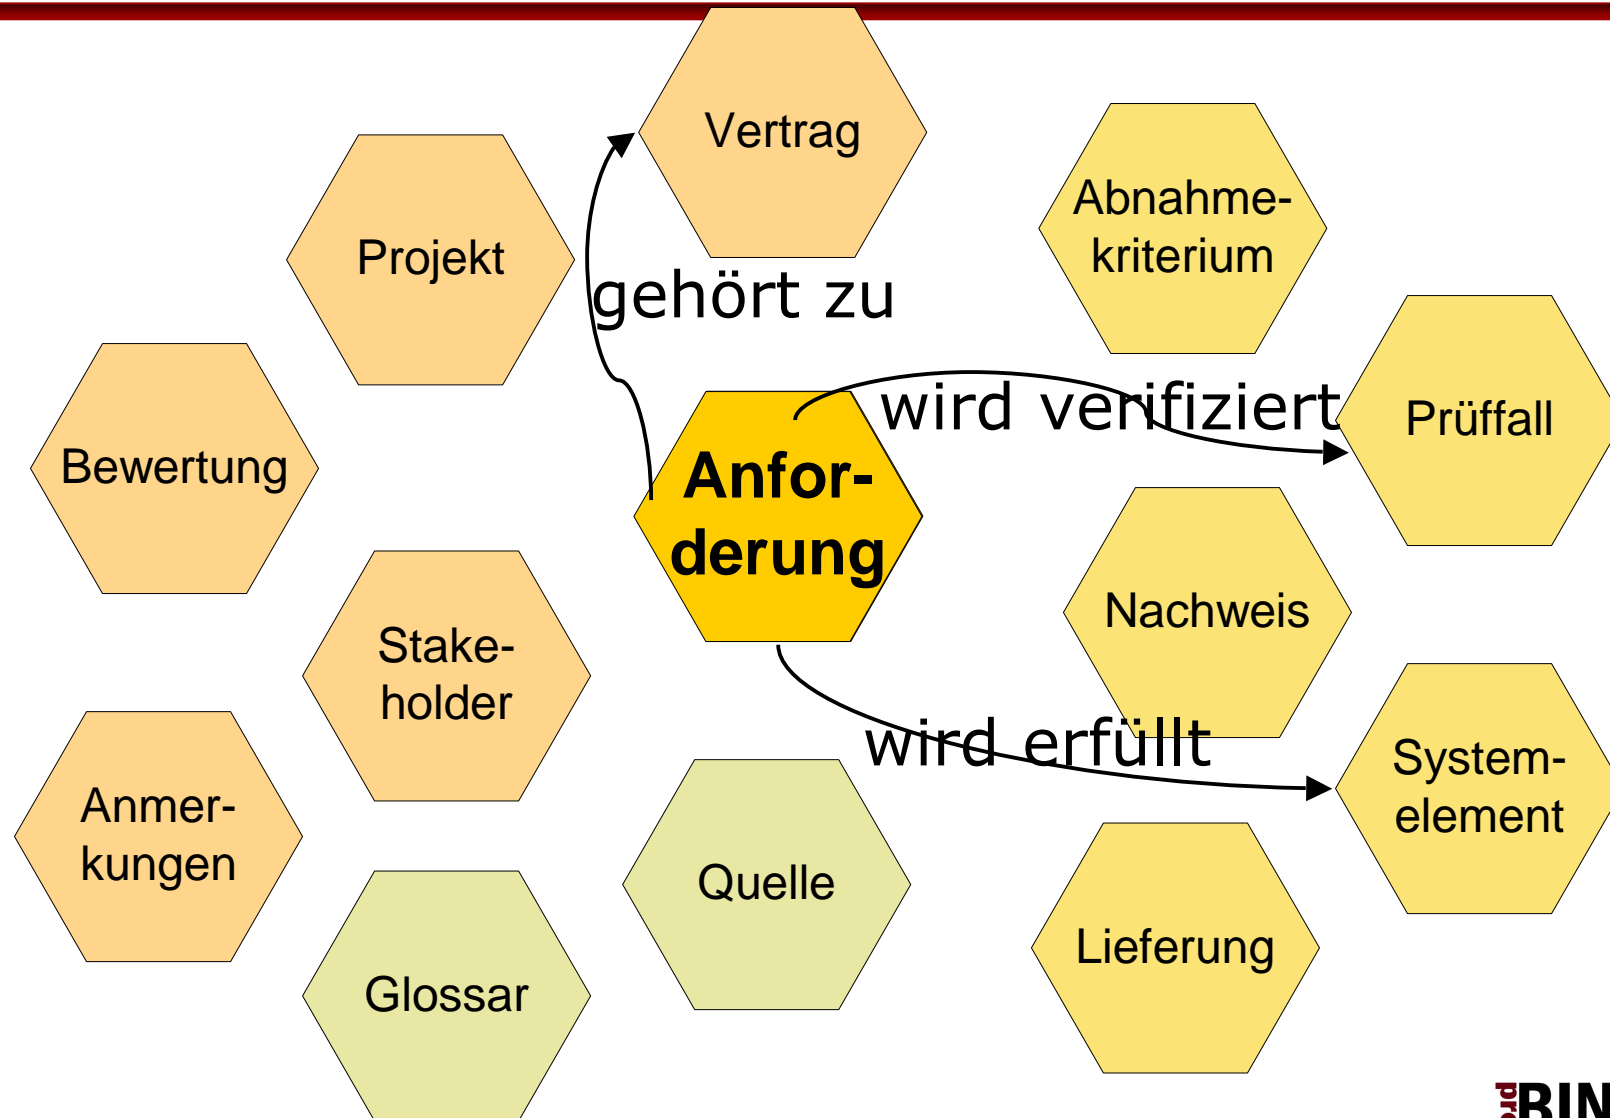 Vertrag
Abnahme-
kriterium
Projekt
gehört zu
wird verifiziert
Prüffall
Bewertung
Anfor-
derung
Nachweis
Stake-
holder
wird erfüllt
System-
element
Anmer-
kungen
Quelle
Lieferung
Glossar